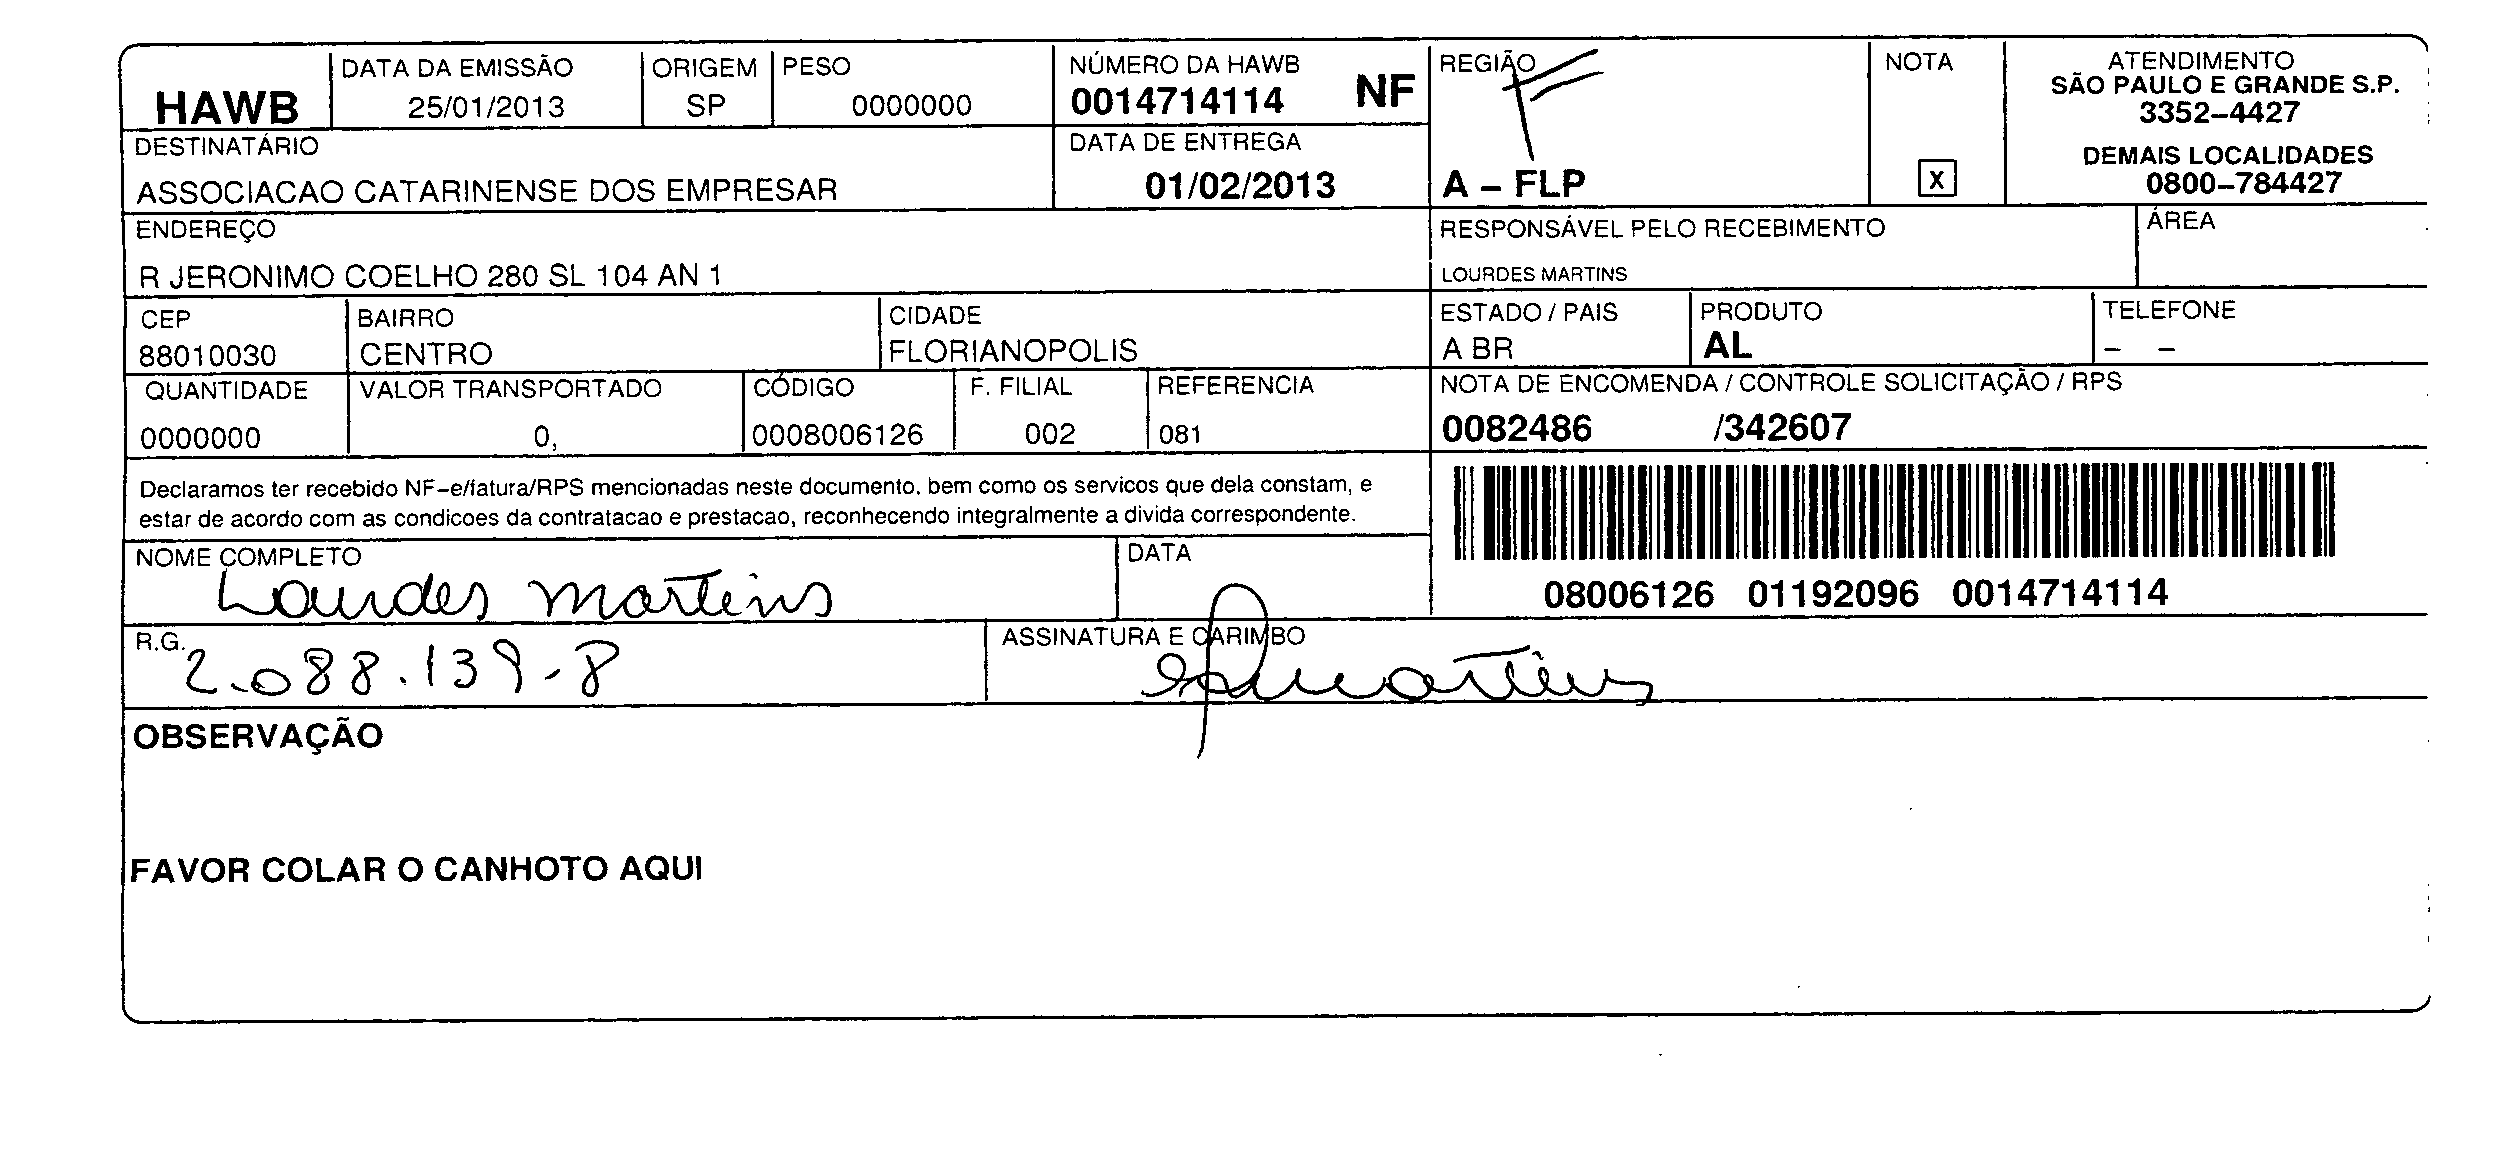 HAWB
DATA DA EMISSÃO
25/01/2013
ORIGEM
SP
PESO
0000000
NÚMERO DA HAWB
0014714114 NF
REGIÃO
A – FLP
NOTA
X
ATENDIMENTO
SÃO PAULO E GRANDE S.P.
3352–4427
DEMAIS LOCALIDADES
0800–784427
DESTINATÁRIO
ASSOCIACAO CATARINENSE DOS EMPRESAR
DATA DE ENTREGA
01/02/2013
ENDEREÇO
R JERONIMO COELHO 280 SL 104 AN 1
RESPONSÁVEL PELO RECEBIMENTO
LOURDES MARTINS
ÁREA
CEP
88010030
BAIRRO
CENTRO
CIDADE
FLORIANOPOLIS
ESTADO / PAIS
A BR
PRODUTO
AL
TELEFONE
– –
QUANTIDADE
0000000
VALOR TRANSPORTADO
0,
CÓDIGO
0008006126
F. FILIAL
002
REFERENCIA
081
NOTA DE ENCOMENDA / CONTROLE SOLICITAÇÃO / RPS
0082486 /342607
Declaramos ter recebido NF–e/fatura/RPS mencionadas neste documento. bem como os servicos que dela constam, e
estar de acordo com as condicoes da contratacao e prestacao, reconhecendo integralmente a divida correspondente.
08006126 01192096 0014714114
NOME COMPLETO
Lourdes Martins
DATA
R.G.
2.088.139-8
ASSINATURA E CARIMBO
OBSERVAÇÃO
FAVOR COLAR O CANHOTO AQUI